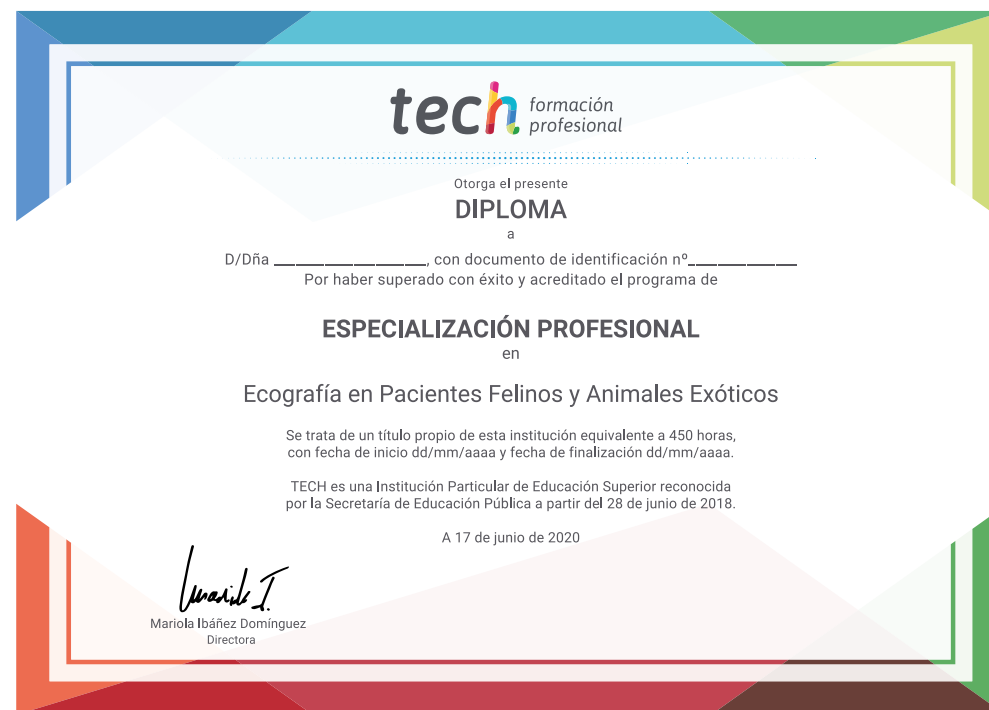 tech formación
profesional
Otorga el presente
DIPLOMA
a
D/Dña ____________, con documento de identificación nº__________
Por haber superado con éxito y acreditado el programa de
ESPECIALIZACIÓN PROFESIONAL
en
Ecografía en Pacientes Felinos y Animales Exóticos
Se trata de un título propio de esta institución equivalente a 450 horas,
con fecha de inicio dd/mm/aaaa y fecha de finalización dd/mm/aaaa.
TECH es una Institución Particular de Educación Superior reconocida
por la Secretaría de Educación Pública a partir del 28 de junio de 2018.
A 17 de junio de 2020
Mariola Ibáñez Domínguez
Directora